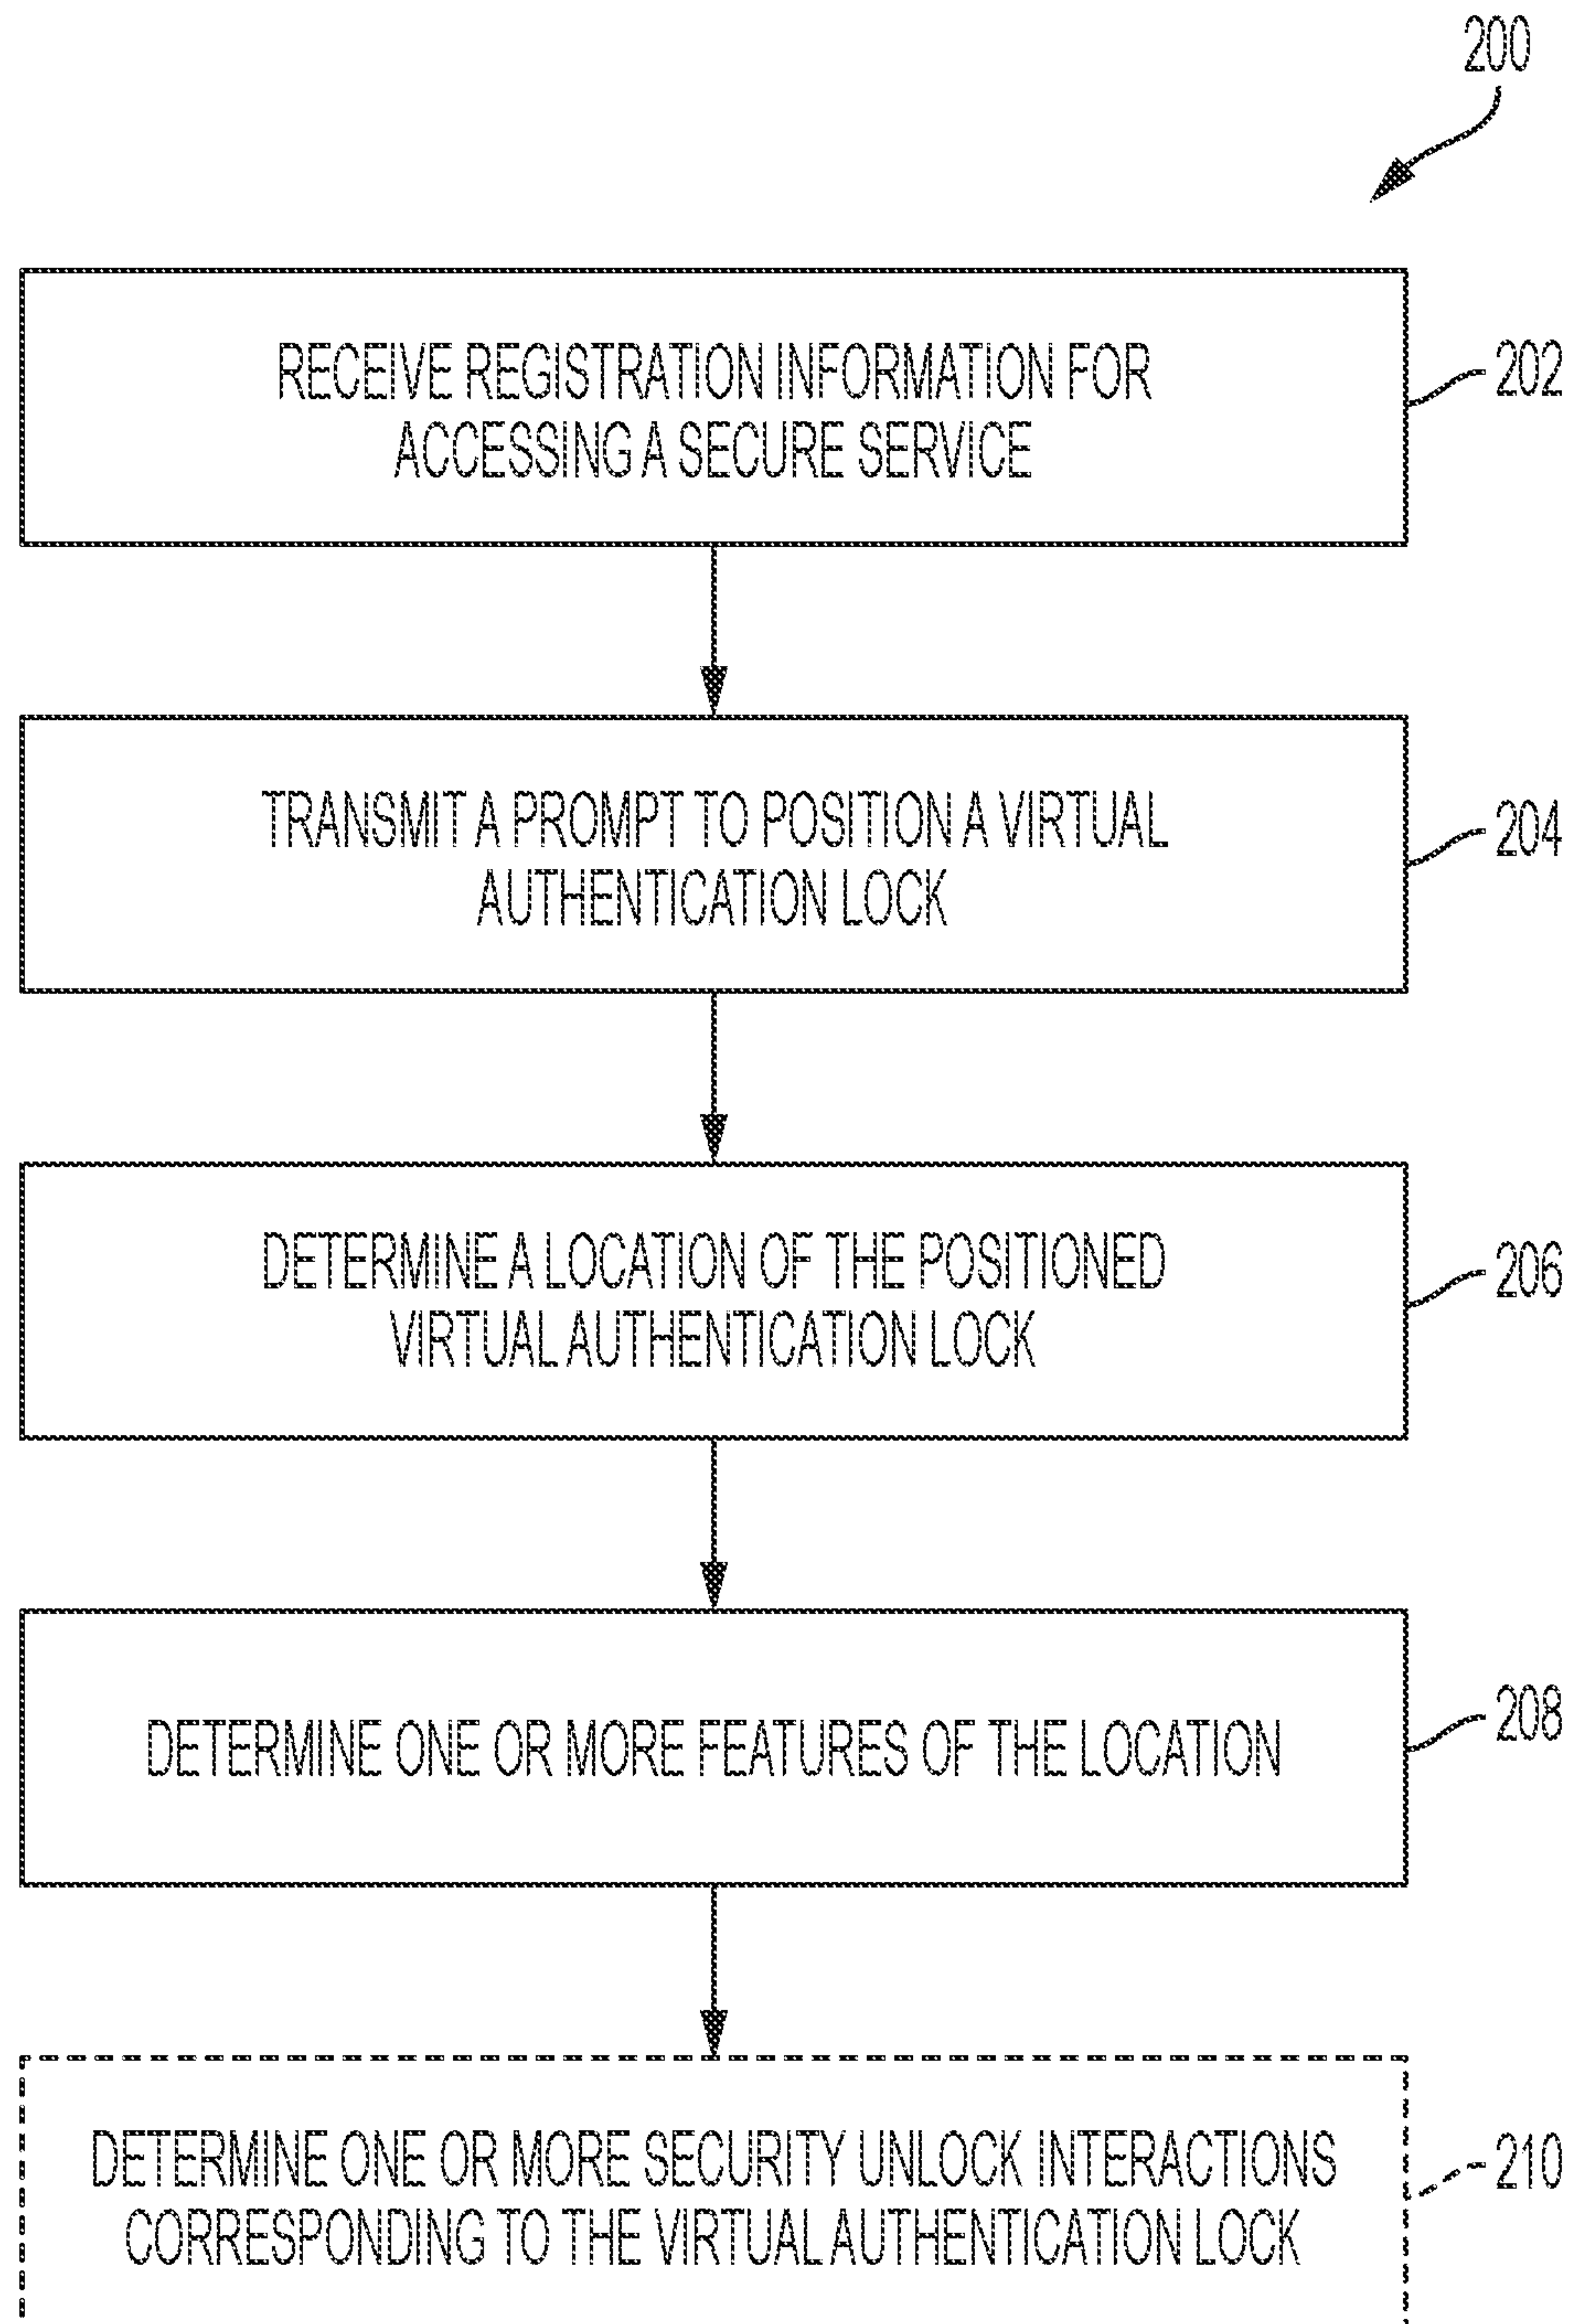 200
RECEIVE REGISTRATION INFORMATION FOR
ACCESSING A SECURE SERVICE
202
TRANSMIT A PROMPT TO POSITION A VIRTUAL
AUTHENTICATION LOCK
204
DETERMINE A LOCATION OF THE POSITIONED
VIRTUAL AUTHENTICATION LOCK
206
DETERMINE ONE OR MORE FEATURES OF THE LOCATION
208
DETERMINE ONE OR MORE SECURITY UNLOCK INTERACTIONS
CORRESPONDING TO THE VIRTUAL AUTHENTICATION LOCK
210